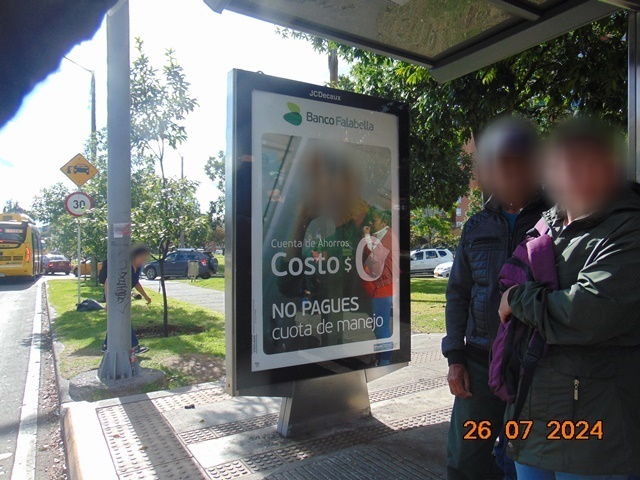 JCDecaux
Banco Falabella
30
Cuenta de Ahorros
Costo $ 0
NO PAGUES
cuota de manejo
26 07 2024